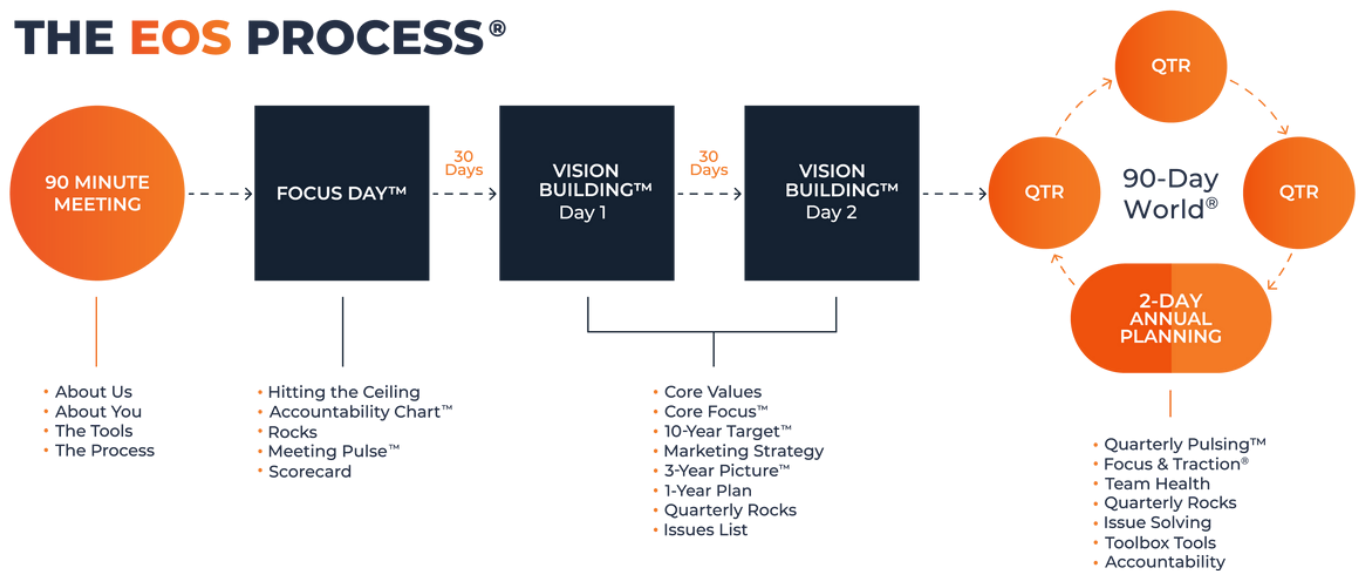 THE EOS PROCESS®
90 MINUTE
MEETING
FOCUS DAY™
30
Days
VISION
BUILDING™
Day 1
30
Days
VISION
BUILDING™
Day 2
QTR
QTR
90-Day
World®
QTR
2-DAY
ANNUAL
PLANNING
• About Us
• About You
• The Tools
• The Process
• Hitting the Ceiling
• Accountability Chart™
• Rocks
• Meeting Pulse™
• Scorecard
• Core Values
• Core Focus™
• 10-Year Target™
• Marketing Strategy
• 3-Year Picture™
• 1-Year Plan
• Quarterly Rocks
• Issues List
• Quarterly Pulsing™
• Focus & Traction®
• Team Health
• Quarterly Rocks
• Issue Solving
• Toolbox Tools
• Accountability